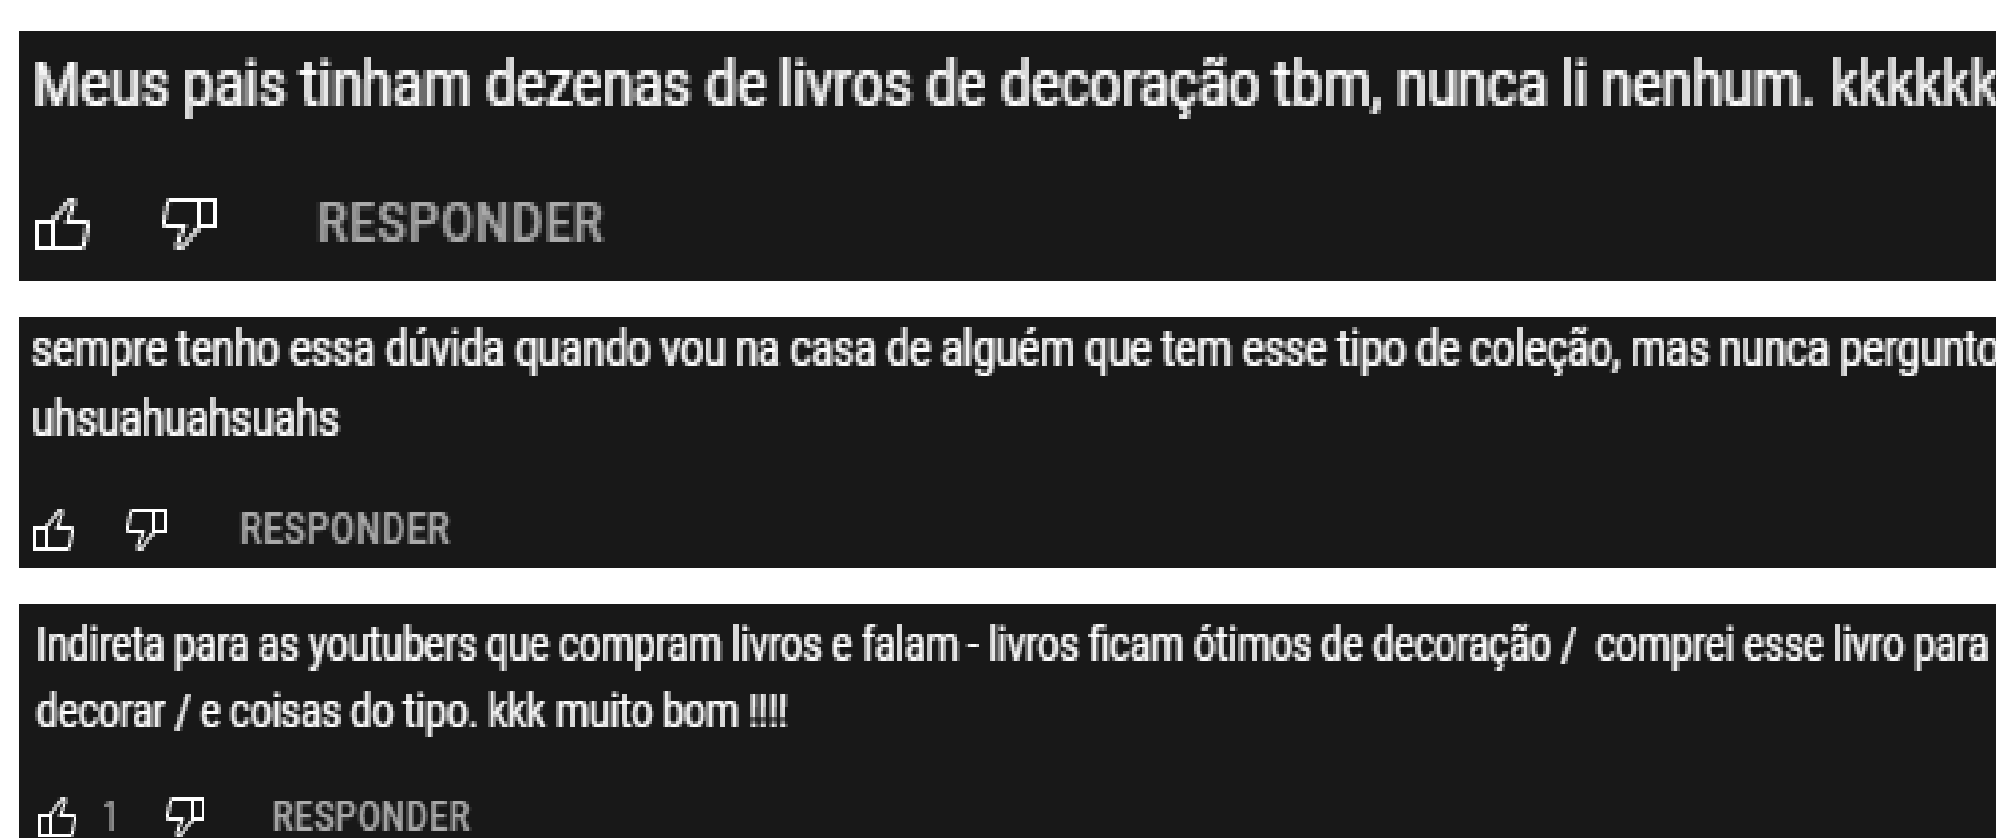 Meus pais tinham dezenas de livros de decoração tbm, nunca li nenhum. kkkkkk
RESPONDER
sempre tenho essa dúvida quando vou na casa de alguém que tem esse tipo de coleção, mas nunca pergunto
uhsuahuahsuahs
RESPONDER
Indireta para as youtubers que compram livros e falam - livros ficam ótimos de decoração / comprei esse livro para
decorar / e coisas do tipo. kkk muito bom !!!!
1 RESPONDER